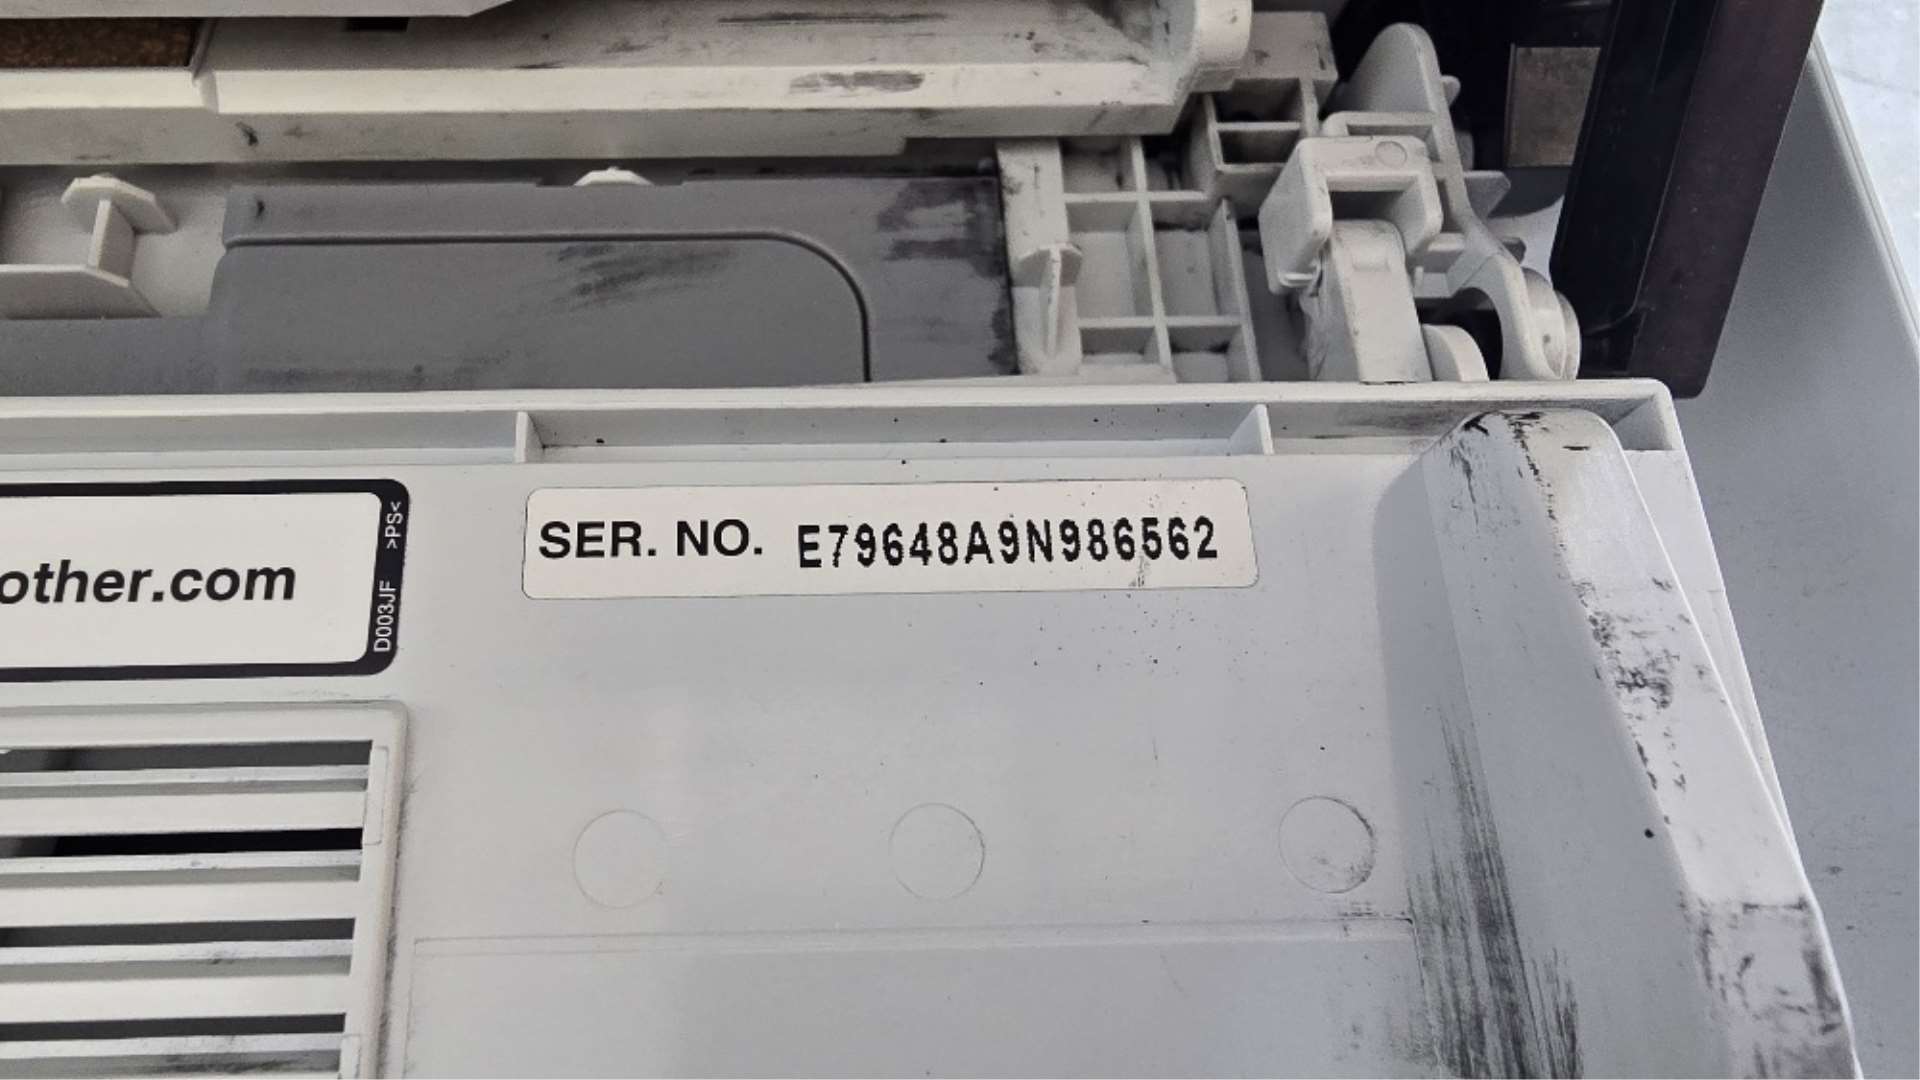 SER. NO. E79648A9N986562
other.com
>PS<
D003JF